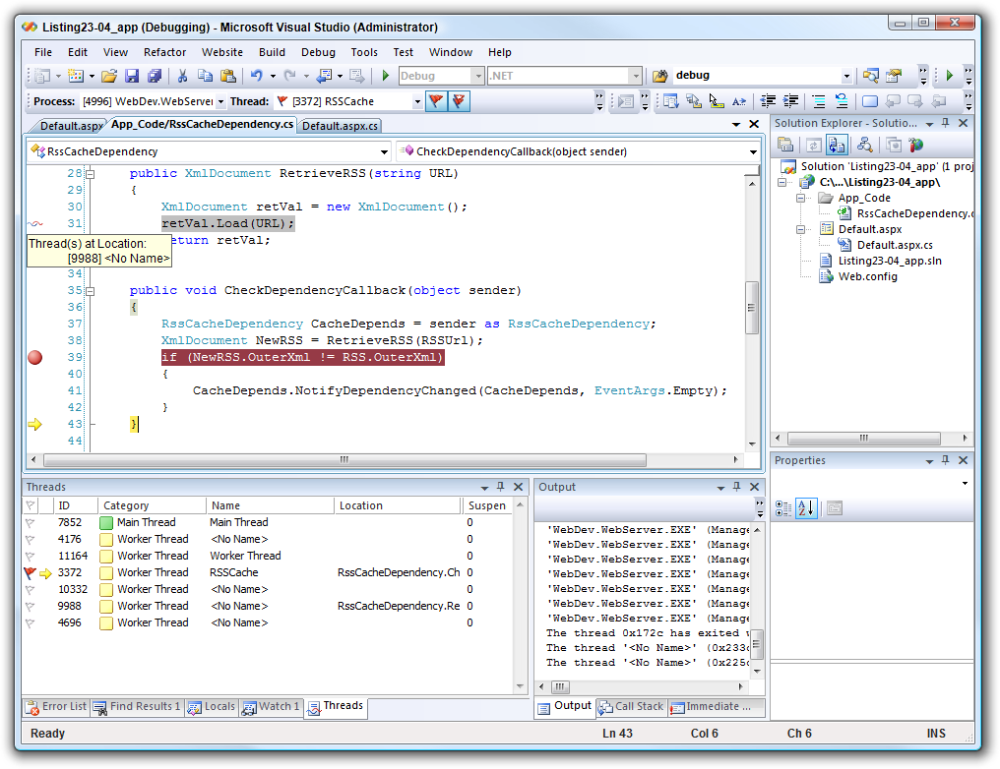 Listing23-04_app (Debugging) - Microsoft Visual Studio (Administrator)
File Edit View Refactor Website Build Debug Tools Test Window Help
Debug .NET debug
Process: [4996] WebDev.WebServer Thread: [3372] RSSCache
Default.aspx App_Code/RssCacheDependency.cs Default.aspx.cs
RssCacheDependency CheckDependencyCallback(object sender)
28 public XmlDocument RetrieveRSS(string URL)
29 {
30 XmlDocument retVal = new XmlDocument();
31 retVal.Load(URL);
eturn retVal;
Thread(s) at Location:
[9988] <No Name>
34
35 public void CheckDependencyCallback(object sender)
36 {
37 RssCacheDependency CacheDepends = sender as RssCacheDependency;
38 XmlDocument NewRSS = RetrieveRSS(RSSUrl);
39 if (NewRSS.OuterXml != RSS.OuterXml)
40 {
41 CacheDepends.NotifyDependencyChanged(CacheDepends, EventArgs.Empty);
42 }
43 }
44
Solution Explorer - Solutio...
Solution 'Listing23-04_app' (1 proj
C:\...\Listing23-04_app\
App_Code
RssCacheDependency.c
Default.aspx
Default.aspx.cs
Listing23-04_app.sln
Web.config
Properties
Threads
ID Category Name Location Suspen
7852 Main Thread Main Thread 0
4176 Worker Thread <No Name> 0
11164 Worker Thread Worker Thread 0
3372 Worker Thread RSSCache RssCacheDependency.Ch 0
10332 Worker Thread <No Name> 0
9988 Worker Thread <No Name> RssCacheDependency.Re 0
4696 Worker Thread <No Name> 0
Error List Find Results 1 Locals Watch 1 Threads
Output
'WebDev.WebServer.EXE' (Manage
'WebDev.WebServer.EXE' (Manage
'WebDev.WebServer.EXE' (Manage
'WebDev.WebServer.EXE' (Manage
'WebDev.WebServer.EXE' (Manage
'WebDev.WebServer.EXE' (Manage
'WebDev.WebServer.EXE' (Manage
The thread 0x172c has exited w
The thread '<No Name>' (0x233c
The thread '<No Name>' (0x225c
Output Call Stack Immediate ...
Ready Ln 43 Col 6 Ch 6 INS